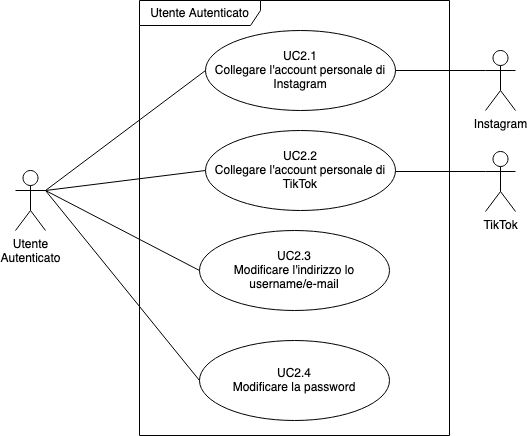 Utente Autenticato
UC2.1
Collegare l'account personale di
Instagram
Instagram
UC2.2
Collegare l'account personale di
TikTok
TikTok
Utente
Autenticato
UC2.3
Modificare l'indirizzo lo
username/e-mail
UC2.4
Modificare la password